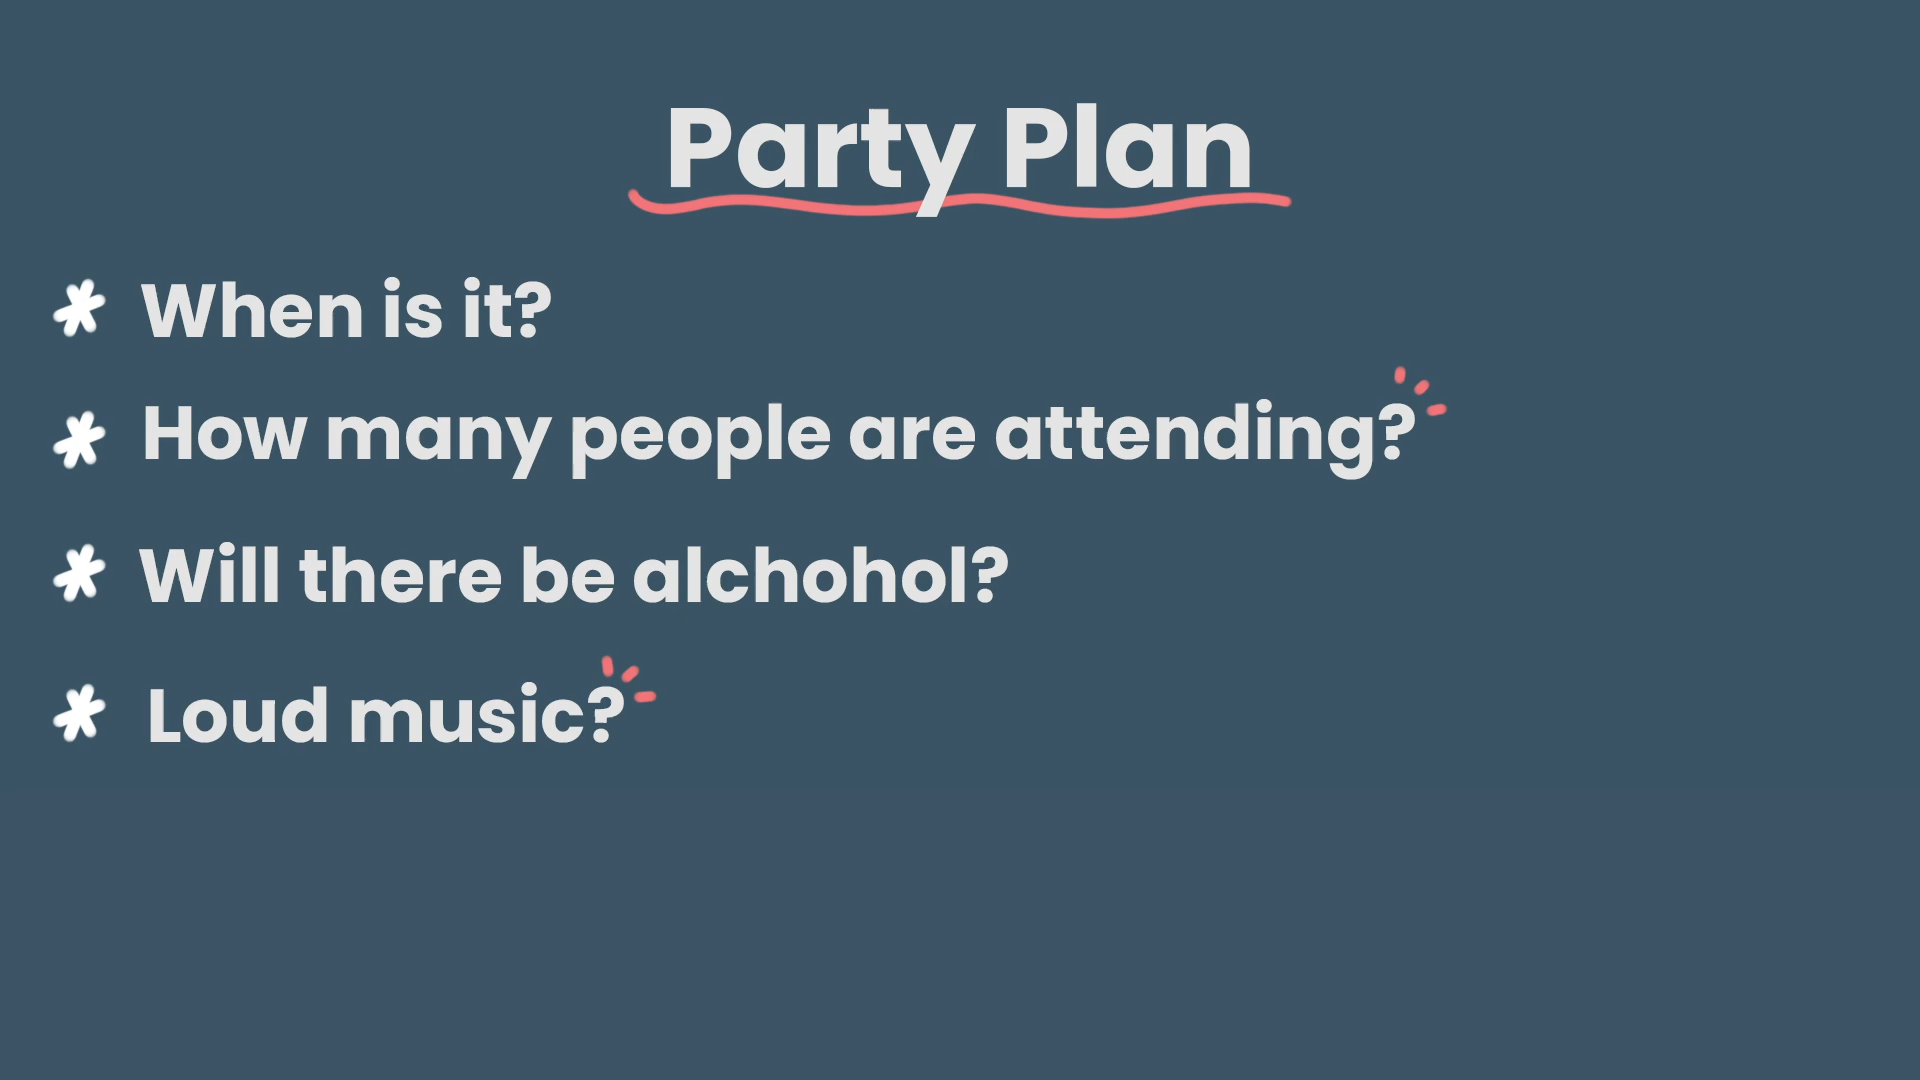 Party Plan
When is it?
How many people are attending?
Will there be alchohol?
Loud music?